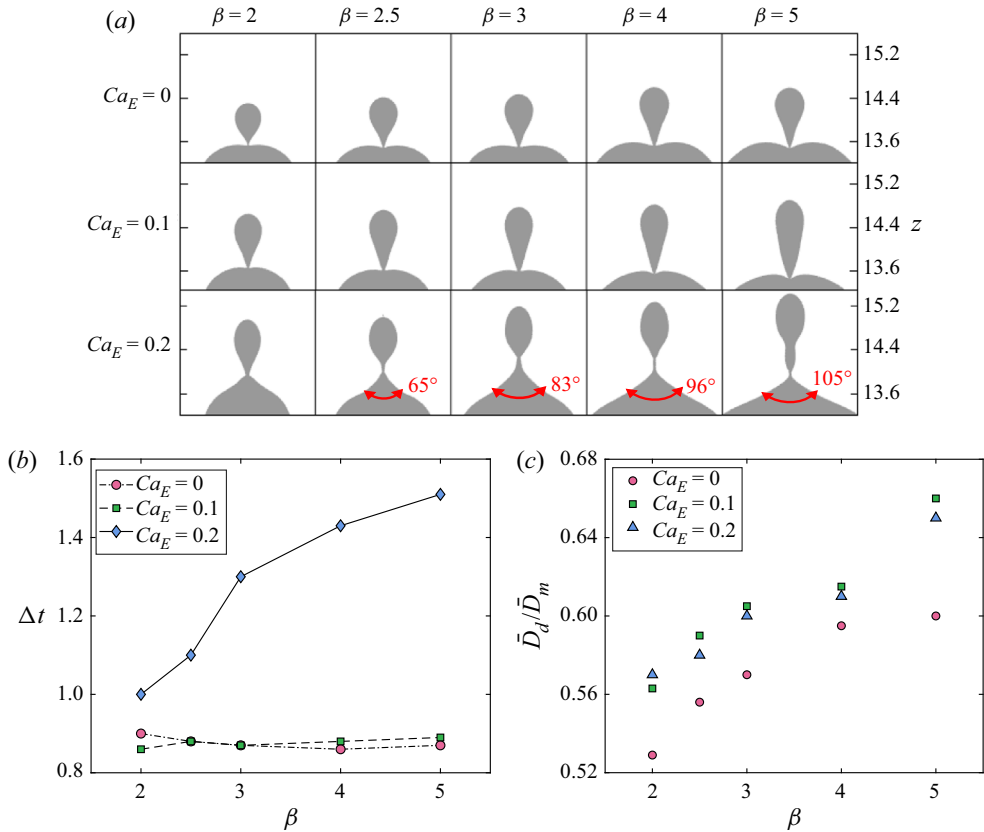 (a) β = 2 β = 2.5 β = 3 β = 4 β = 5
15.2
Ca_E = 0 14.4
13.6
15.2
Ca_E = 0.1 14.4 z
13.6
15.2
Ca_E = 0.2 14.4
65° 83° 96° 105° 13.6
(b)
1.6
1.4
1.2
1.0
0.8
Δt
Ca_E = 0
Ca_E = 0.1
Ca_E = 0.2
2 3 4 5
β
(c)
0.68
0.64
0.60
0.56
0.52
D̄_d/D̄_m
Ca_E = 0
Ca_E = 0.1
Ca_E = 0.2
2 3 4 5
β